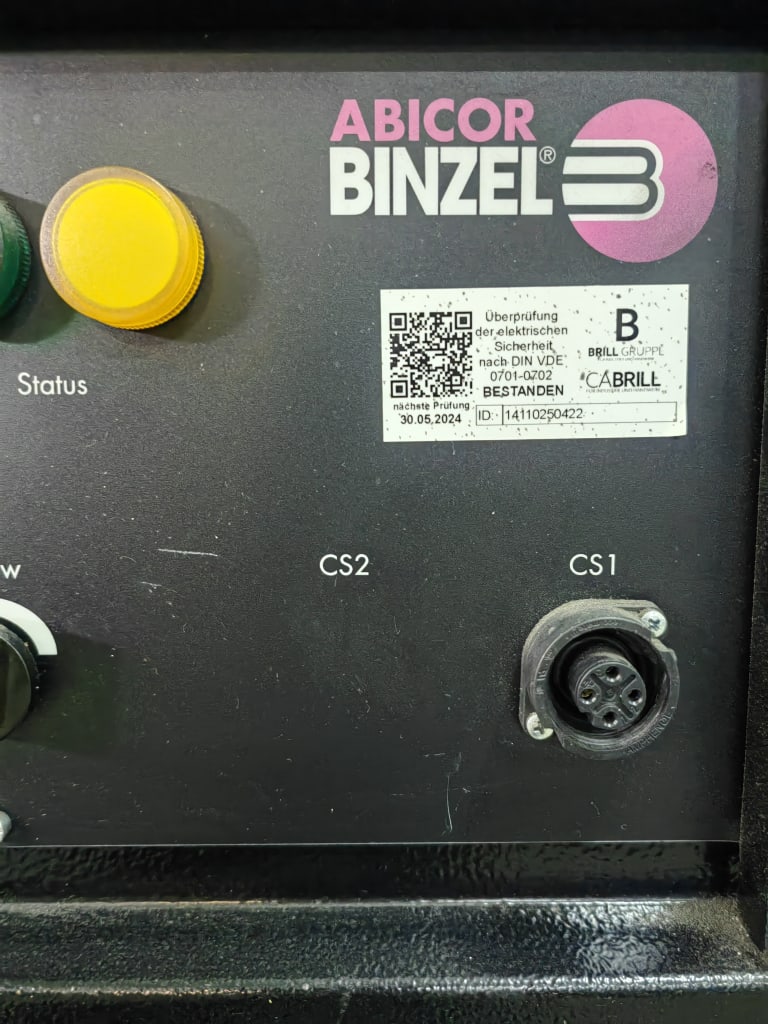 ABICOR
BINZEL®
Überprüfung
der elektrischen
Sicherheit
nach DIN VDE
0701-0702
BESTANDEN
nächste Prüfung
30.05.2024
ID:
14110250422
B
BRILL GRUPPE
CABRILL
Status
w
CS2
CS1